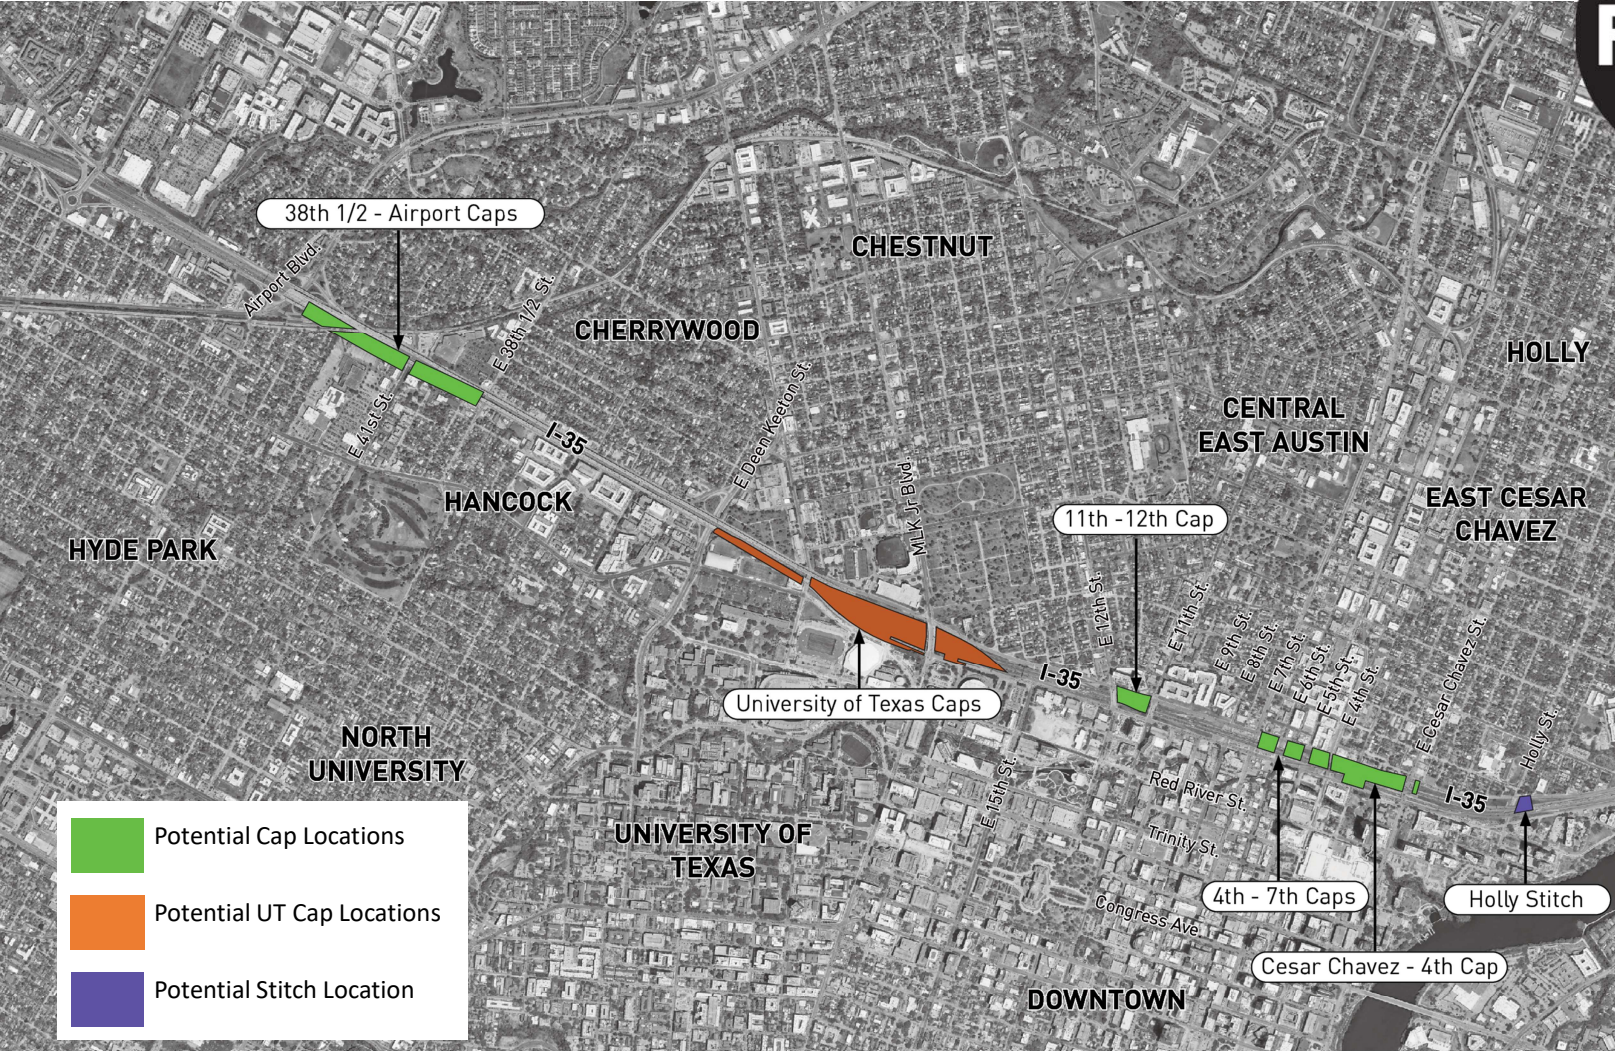 38th 1/2 - Airport Caps
Airport Blvd.
E 38th 1/2 St.
CHESTNUT
CHERRYWOOD
HOLLY
E 41st St.
I-35
E Deen Keeton St.
CENTRAL
EAST AUSTIN
HANCOCK
MLK Jr Blvd.
EAST CESAR
CHAVEZ
HYDE PARK
11th -12th Cap
E 12th St.
E 11th St.
E 9th St.
E 8th St.
E 7th St.
E 6th St.
E 5th St.
E 4th St.
E Cesar Chavez St.
Holly St.
I-35
University of Texas Caps
NORTH
UNIVERSITY
E 15th St.
Red River St.
I-35
Trinity St.
UNIVERSITY OF
TEXAS
4th - 7th Caps
Holly Stitch
Congress Ave
Cesar Chavez - 4th Cap
DOWNTOWN
Potential Cap Locations
Potential UT Cap Locations
Potential Stitch Location